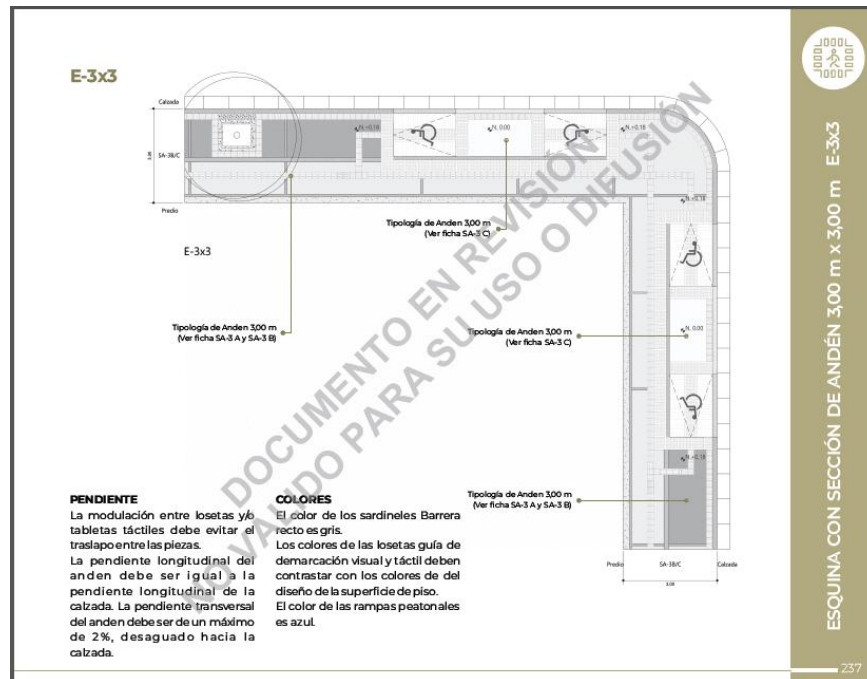 E-3x3
Calzada
N.+0.18
N. 0.00
N.+0.18
3.00
SA-3B/C
N.+0.18
Predio
Tipología de Anden 3,00 m
(Ver ficha SA-3 C)
E-3x3
Tipología de Anden 3,00 m
(Ver ficha SA-3 A y SA-3 B)
Tipología de Anden 3,00 m
(Ver ficha SA-3 C)
N. 0.00
N.+0.18
Tipología de Anden 3,00 m
(Ver ficha SA-3 A y SA-3 B)
Predio
SA-3B/C
Calzada
3.00
PENDIENTE
La modulación entre losetas y/o
tabletas táctiles debe evitar el
traslapo entre las piezas.
La pendiente longitudinal del
anden debe ser igual a la
pendiente longitudinal de la
calzada. La pendiente transversal
del anden debe ser de un máximo
de 2%, desaguado hacia la
calzada.
COLORES
El color de los sardineles Barrera
recto es gris.
Los colores de las losetas guía de
demarcación visual y táctil deben
contrastar con los colores de del
diseño de la superficie de piso.
El color de las rampas peatonales
es azul.
DOCUMENTO EN REVISIÓN
NO VALIDO PARA SU USO O DIFUSIÓN
ESQUINA CON SECCIÓN DE ANDÉN 3,00 m x 3,00 m E-3x3
237